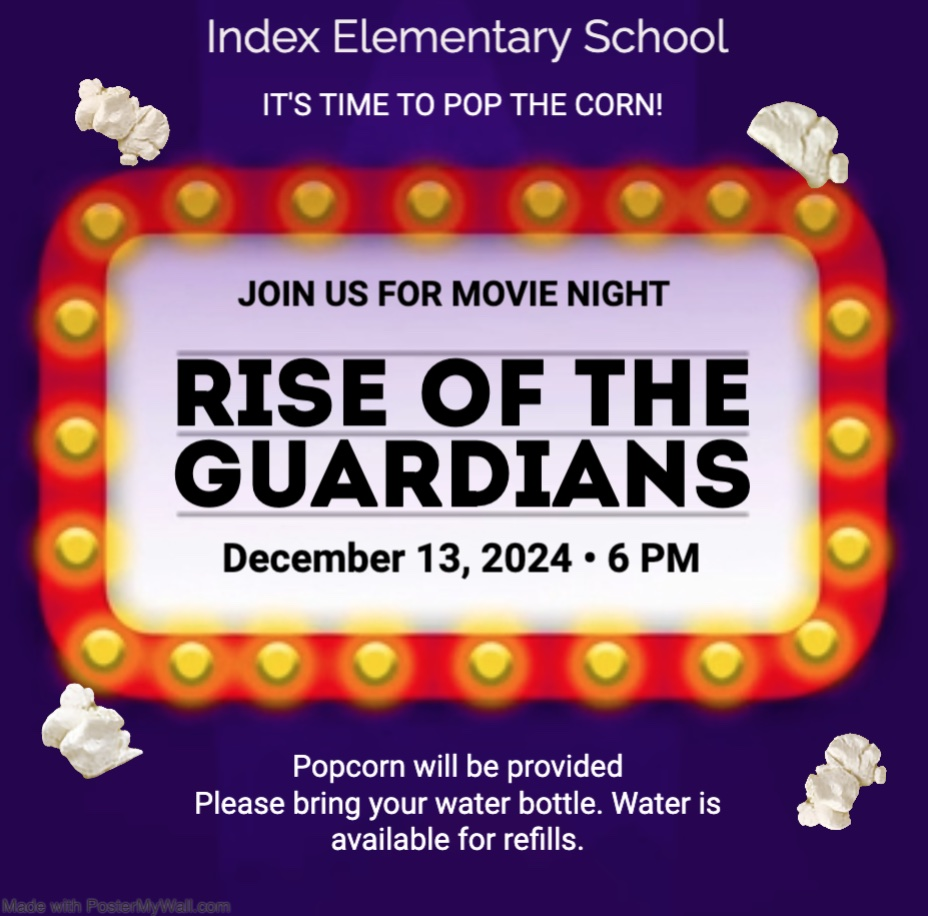 Index Elementary School
IT'S TIME TO POP THE CORN!
JOIN US FOR MOVIE NIGHT
RISE OF THE
GUARDIANS
December 13, 2024 • 6 PM
Popcorn will be provided
Please bring your water bottle. Water is
available for refills.
Made with PosterMyWall.com